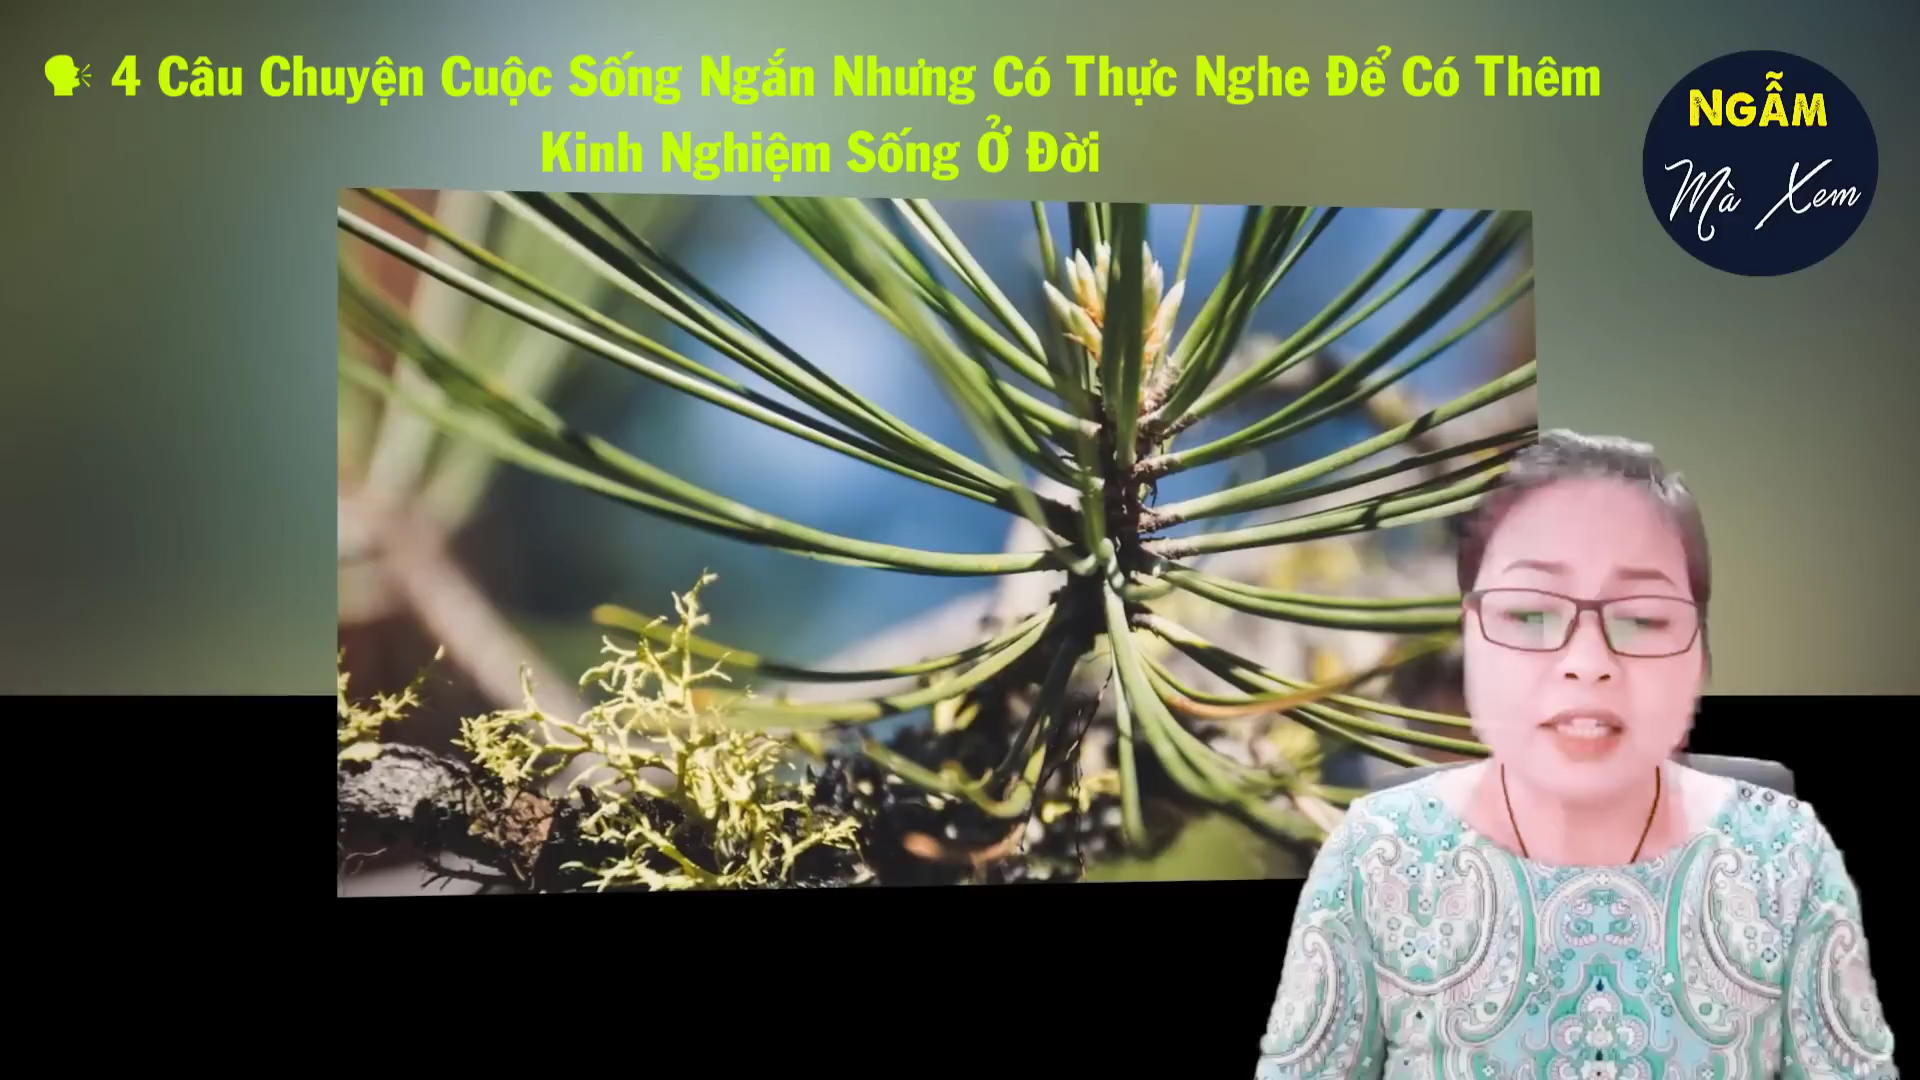 4 Câu Chuyện Cuộc Sống Ngắn Nhưng Có Thực Nghe Để Có Thêm
Kinh Nghiệm Sống Ở Đời
NGẪM
Mà Xem